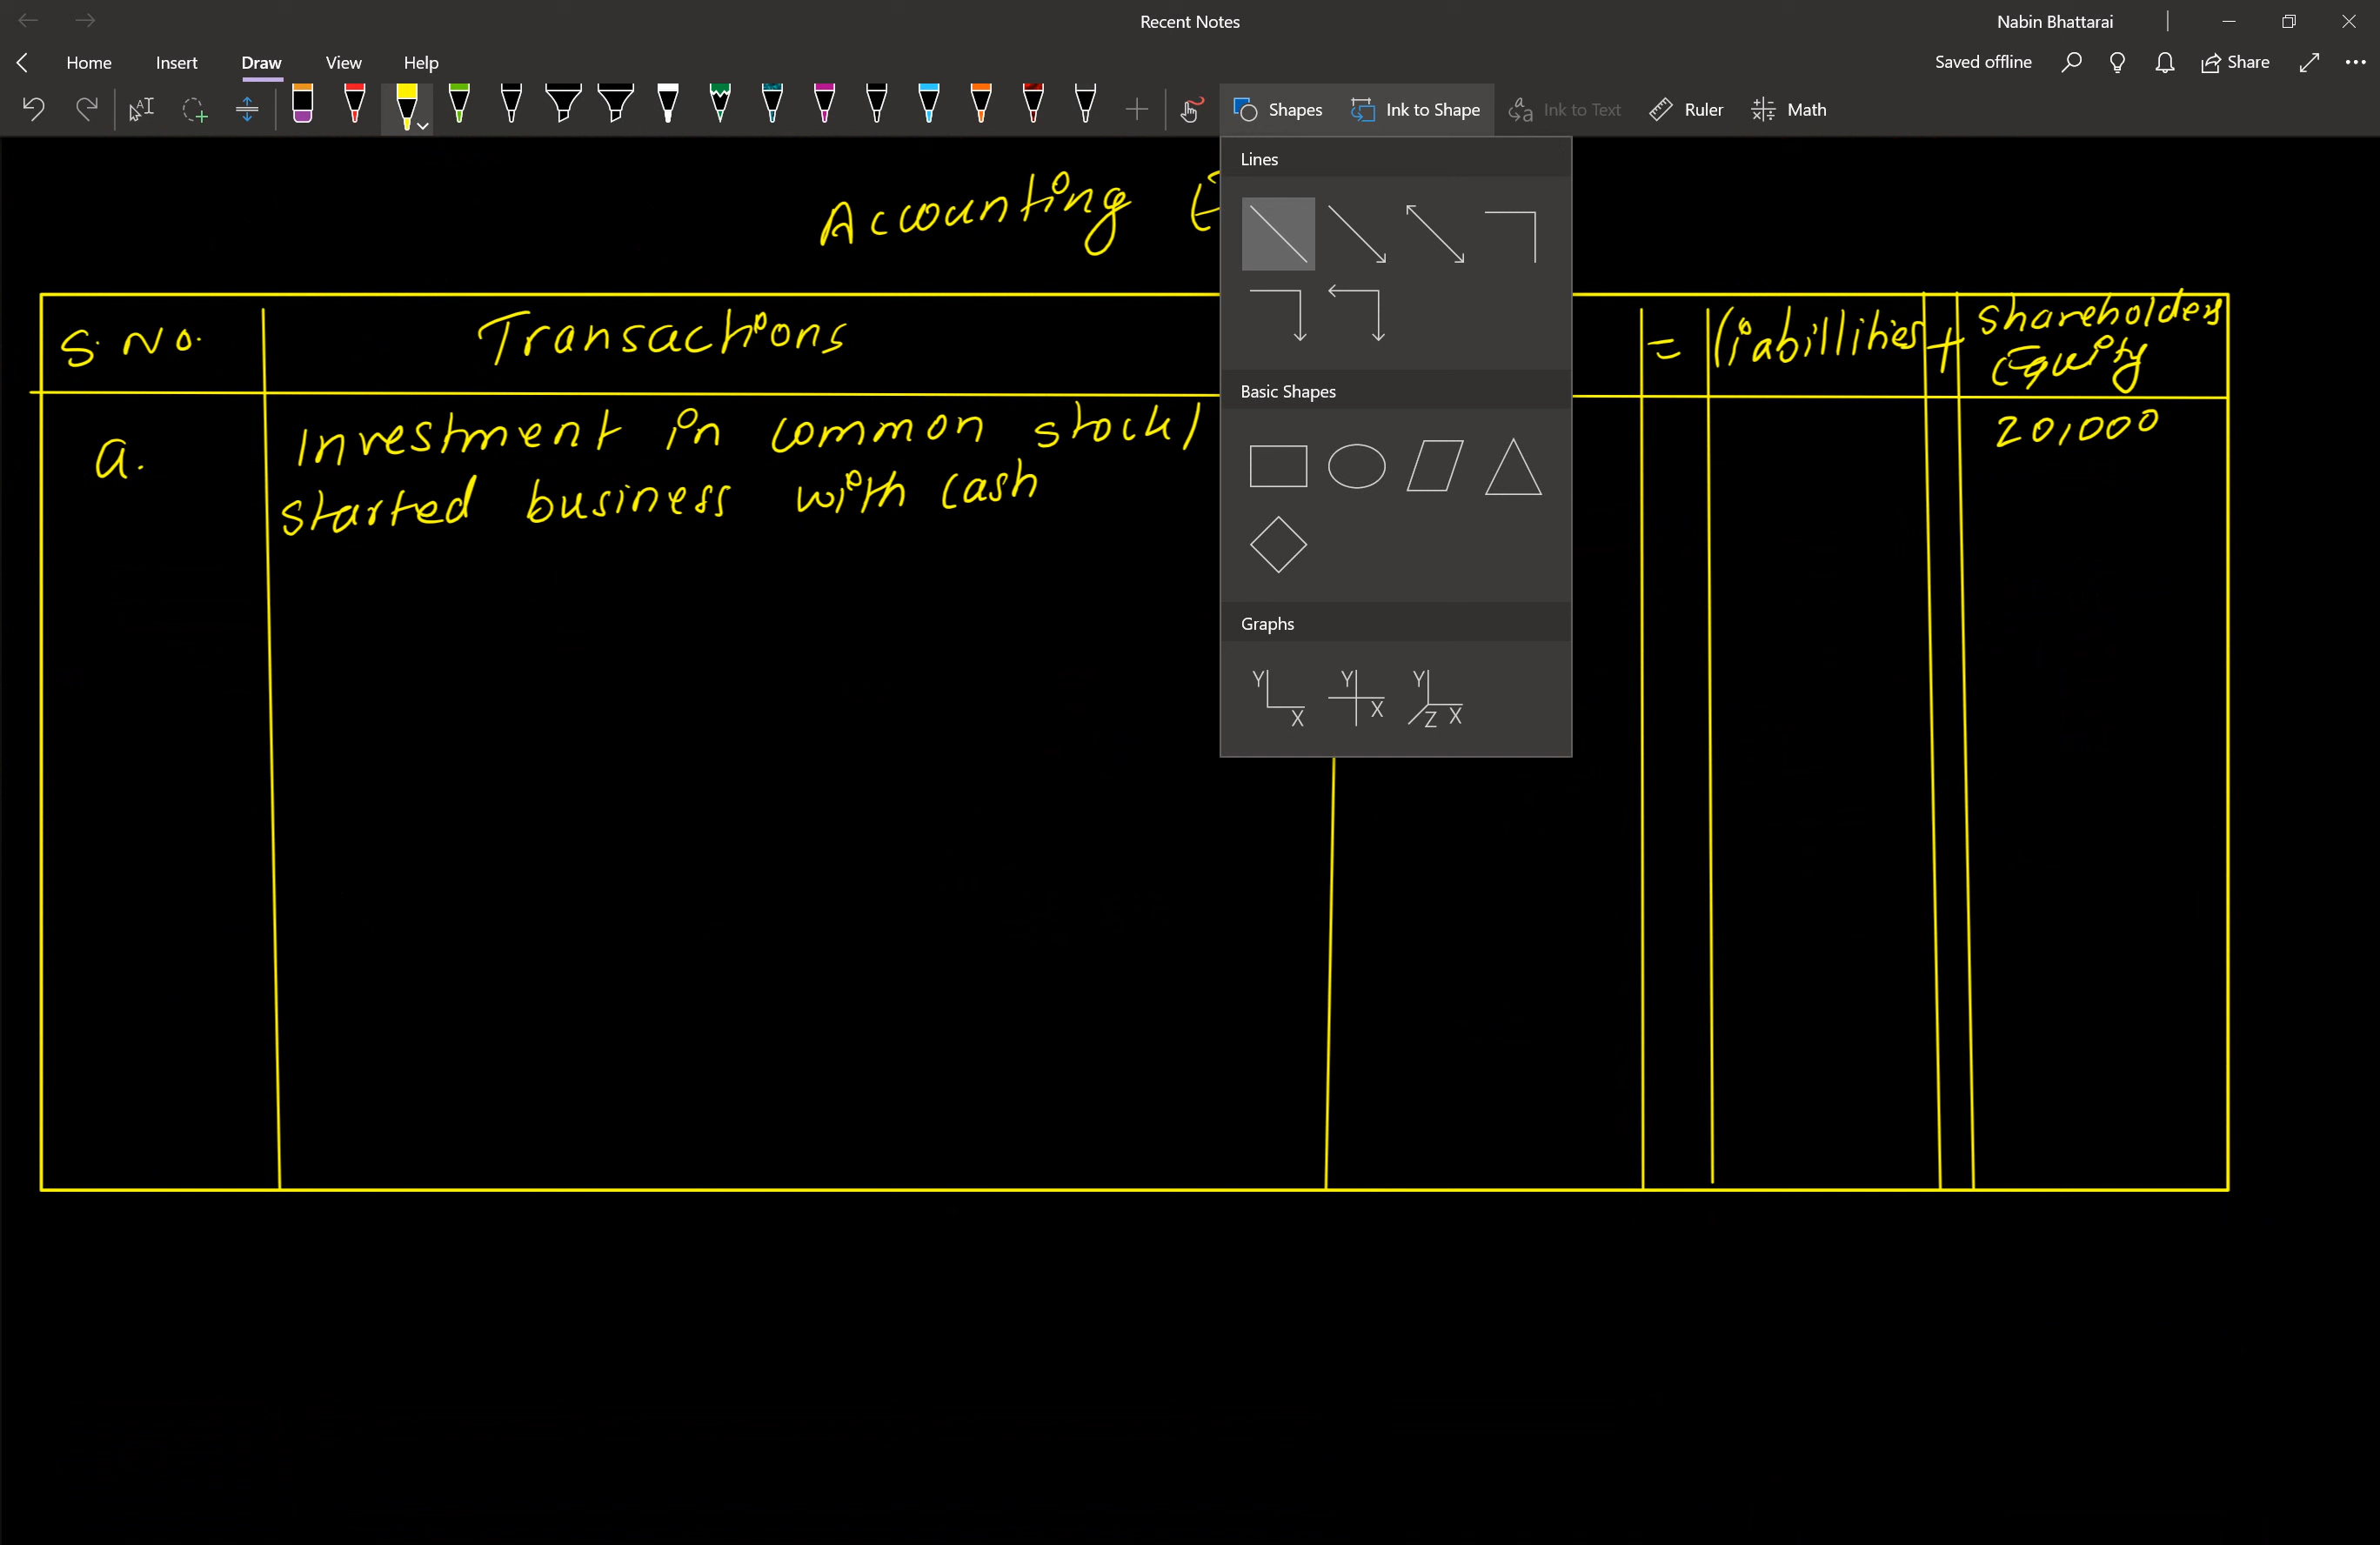 Recent Notes
Nabin Bhattarai
Home Insert Draw View Help
Saved offline
Share
Shapes
Ink to Shape
Ink to Text
Ruler
Math
Lines
Basic Shapes
Graphs
Y X
Y X
Y Z X
Accounting E
S. No.
Transactions
=
liabillities
+
shareholders
Equity
a.
Investment in common stock/
started business with cash
20,000